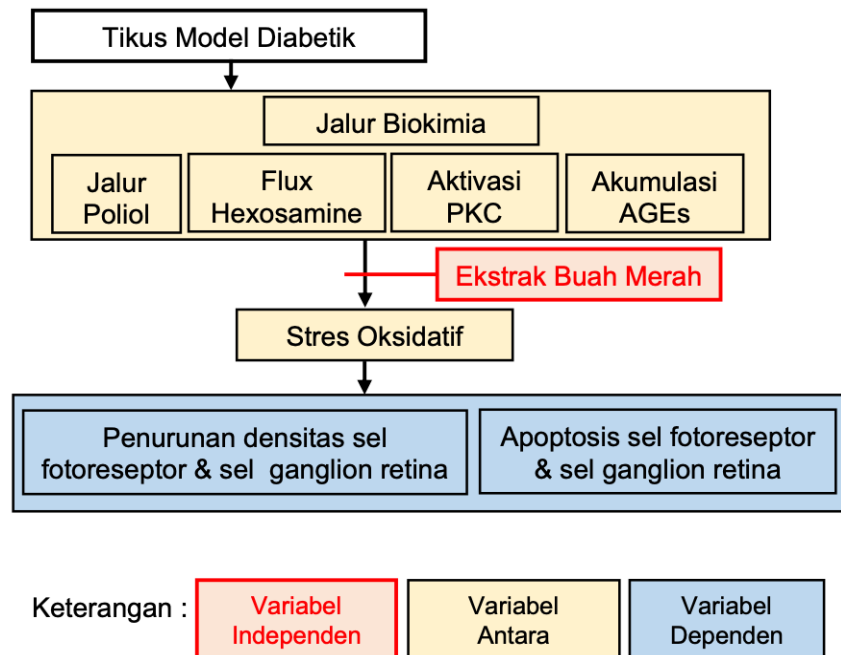 Tikus Model Diabetik
Jalur Biokimia
Jalur
Poliol
Flux
Hexosamine
Aktivasi
PKC
Akumulasi
AGEs
Ekstrak Buah Merah
Stres Oksidatif
Penurunan densitas sel
fotoreseptor & sel ganglion retina
Apoptosis sel fotoreseptor
& sel ganglion retina
Keterangan :
Variabel
Independen
Variabel
Antara
Variabel
Dependen